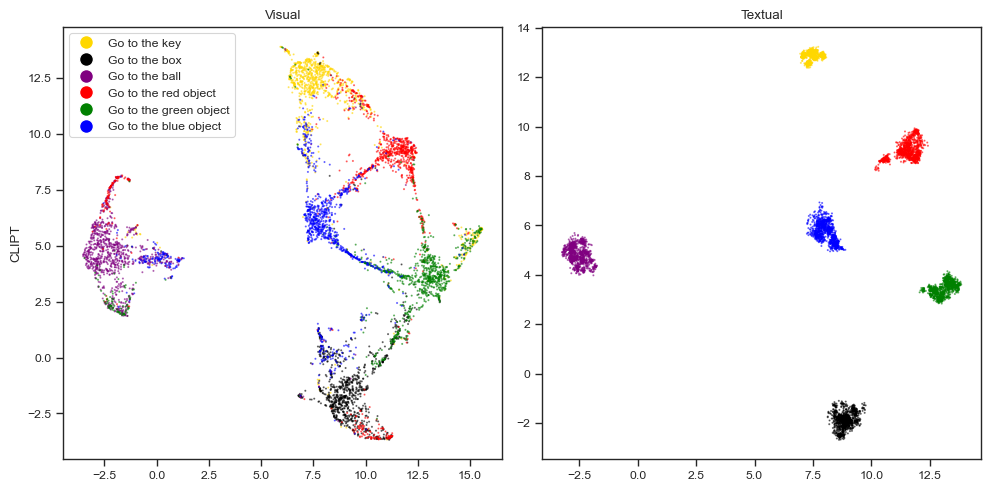 Visual
Textual
Go to the key
Go to the box
Go to the ball
Go to the red object
Go to the green object
Go to the blue object
CLIPT
12.5
10.0
7.5
5.0
2.5
0.0
−2.5
−2.5 0.0 2.5 5.0 7.5 10.0 12.5 15.0
14
12
10
8
6
4
2
0
−2
−2.5 0.0 2.5 5.0 7.5 10.0 12.5